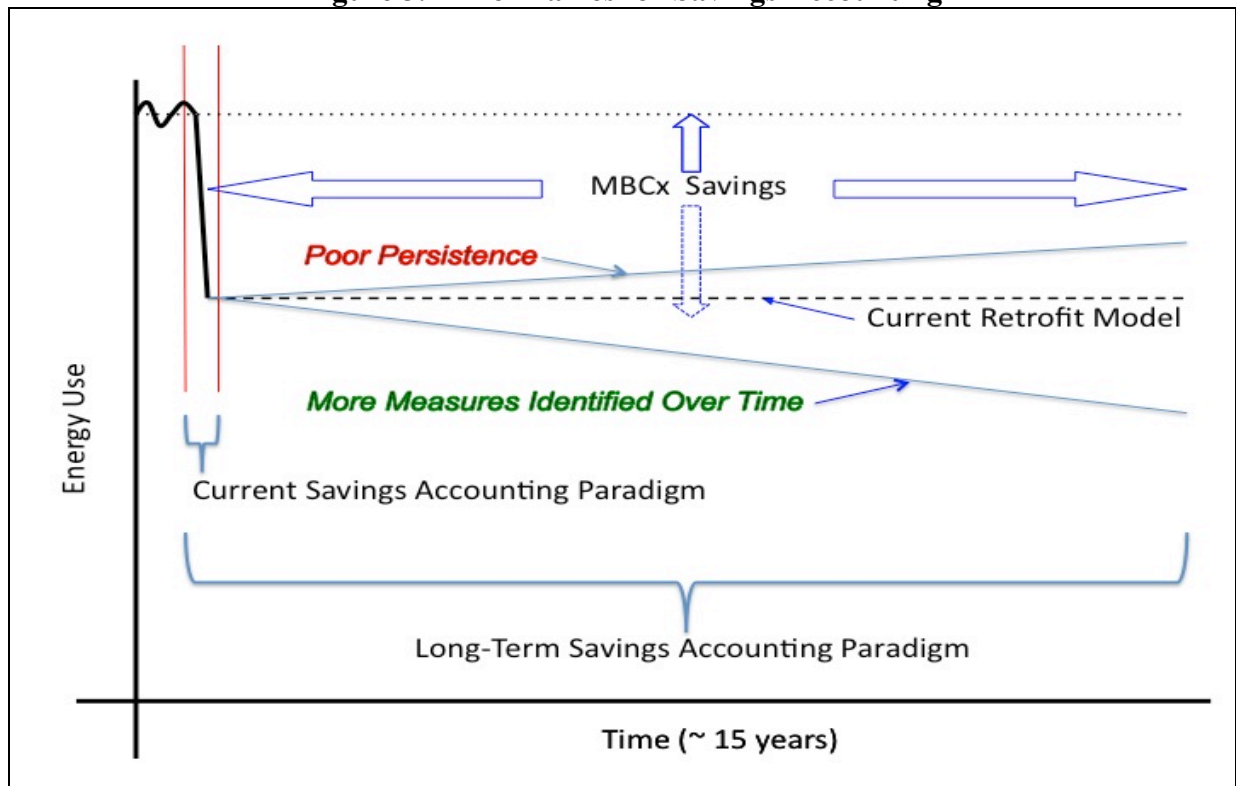 MBCx Savings
Poor Persistence
Current Retrofit Model
More Measures Identified Over Time
Energy Use
Current Savings Accounting Paradigm
Long-Term Savings Accounting Paradigm
Time (~ 15 years)